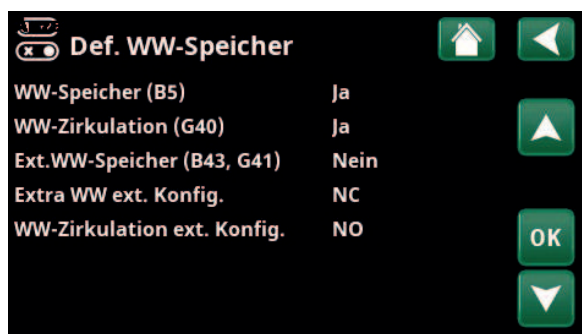 Def. WW-Speicher
WW-Speicher (B5) Ja
WW-Zirkulation (G40) Ja
Ext.WW-Speicher (B43, G41) Nein
Extra WW ext. Konfig. NC
WW-Zirkulation ext. Konfig. NO
OK